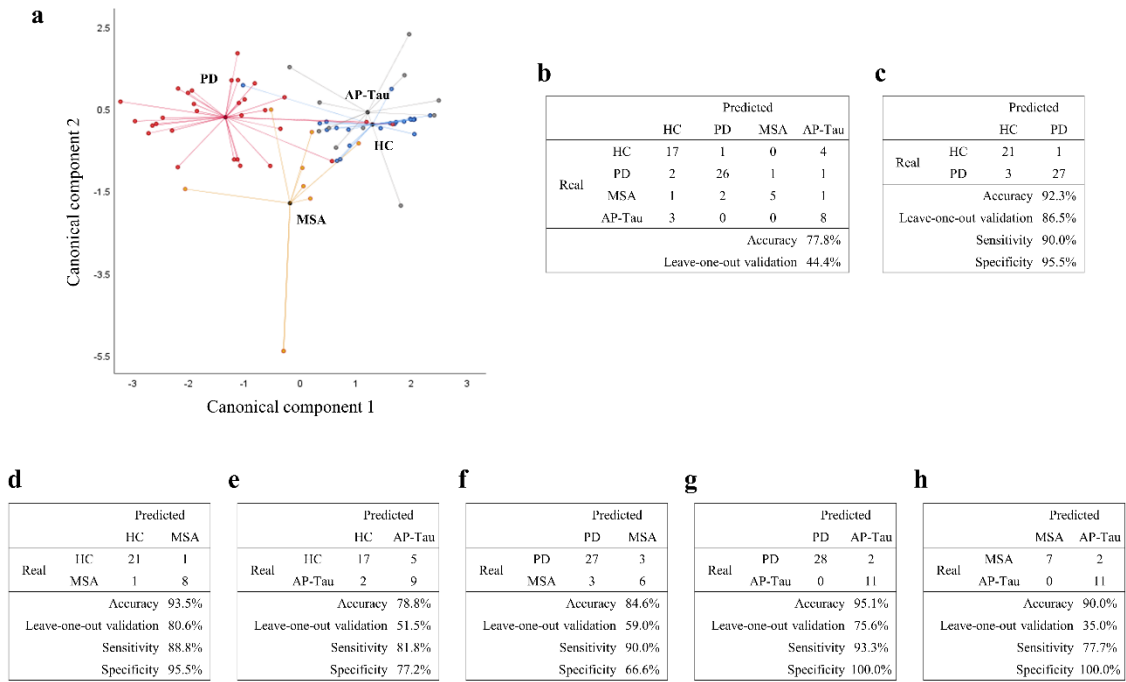 a
2.5
0.5
-1.5
-3.5
-5.5
Canonical component 2
PD
AP-Tau
HC
MSA
-3 -2 -1 0 1 2 3
Canonical component 1
b
Predicted
HC PD MSA AP-Tau
Real
HC 17 1 0 4
PD 2 26 1 1
MSA 1 2 5 1
AP-Tau 3 0 0 8
Accuracy 77.8%
Leave-one-out validation 44.4%
c
Predicted
HC PD
Real
HC 21 1
PD 3 27
Accuracy 92.3%
Leave-one-out validation 86.5%
Sensitivity 90.0%
Specificity 95.5%
d
Predicted
HC MSA
Real
HC 21 1
MSA 1 8
Accuracy 93.5%
Leave-one-out validation 80.6%
Sensitivity 88.8%
Specificity 95.5%
e
Predicted
HC AP-Tau
Real
HC 17 5
AP-Tau 2 9
Accuracy 78.8%
Leave-one-out validation 51.5%
Sensitivity 81.8%
Specificity 77.2%
f
Predicted
PD MSA
Real
PD 27 3
MSA 3 6
Accuracy 84.6%
Leave-one-out validation 59.0%
Sensitivity 90.0%
Specificity 66.6%
g
Predicted
PD AP-Tau
Real
PD 28 2
AP-Tau 0 11
Accuracy 95.1%
Leave-one-out validation 75.6%
Sensitivity 93.3%
Specificity 100.0%
h
Predicted
MSA AP-Tau
Real
MSA 7 2
AP-Tau 0 11
Accuracy 90.0%
Leave-one-out validation 35.0%
Sensitivity 77.7%
Specificity 100.0%